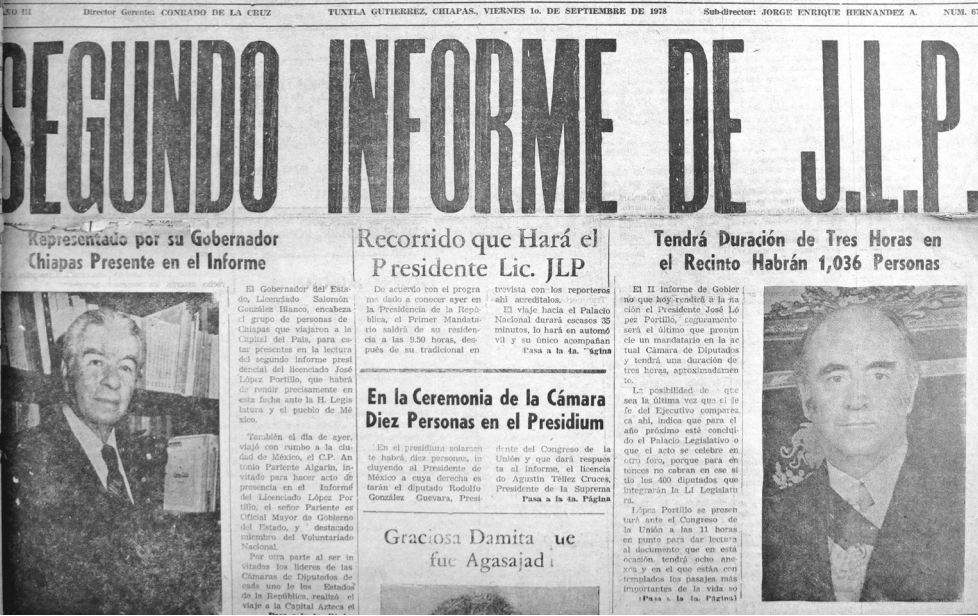 AÑO III
Director Gerente: CONRADO DE LA CRUZ
TUXTLA GUTIERREZ, CHIAPAS., VIERNES 1o. DE SEPTIEMBRE DE 1978
Sub-director: JORGE ENRIQUE HERNANDEZ A.
NUM. 67
SEGUNDO INFORME DE J.L.P.
Representado por su Gobernador
Chiapas Presente en el Informe
El Gobernador del Esta-
do, Licenciado Salomón
González Blanco, encabeza
el grupo de personas de
Chiapas que viajaron a la
Capital del País, para es-
tar presentes en la lectura
del segundo informe presi
dencial del licenciado José
López Portillo, que habrá
de rendir precisamente en
esta fecha ante la H. Legis
latura y el pueblo de Mé
xico.
También el día de ayer,
viajó con rumbo a la ciu-
dad de México, el C.P. An
tonio Pariente Algarín, in-
vitado para hacer acto de
presencia en el Informe
del Licenciado López Por
tillo, el señor Pariente es
Oficial Mayor de Gobierno
del Estado, y destacado
miembro del Voluntariado
Nacional.
Por otra parte al ser in
vitados los líderes de las
Cámaras de Diputados de
cada uno de los Estados
de la República, realizó el
viaje a la Capital Azteca el
Recorrido que Hará el
Presidente Lic. JLP
De acuerdo con el progra
ma dado a conocer ayer en
la Presidencia de la Repú-
blica, el Primer Mandata-
rio saldrá de su residen-
cia a las 9.50 horas, des-
pués de su tradicional en
trevista con los reporteros
ahí acreditados.
El viaje hacia el Palacio
Nacional durará escasos 35
minutos, lo hará en automó
vil y su único acompañan
Pasa a la 4a. Página
En la Ceremonia de la Cámara
Diez Personas en el Presidium
En el presidium solamen
te habrá, diez personas, in
cluyendo al Presidente de
México a cuya derecha es
tarán el diputado Rodolfo
González Guevara, Presi-
dente del Congreso de la
Unión y que dará respues
ta al informe, el licencia
do Agustín Téllez Cruces,
Presidente de la Suprema
Pasa a la 4a. Página
Graciosa Damita ue
fue Agasajad
Tendrá Duración de Tres Horas en
el Recinto Habrán 1,036 Personas
El II informe de Gobier
no que hoy rendirá a la na
ción el Presidente José Ló
pez Portillo, seguramente
será el último que pronun
cie un mandatario en la ac
tual Cámara de Diputados
y tendrá una duración de
tres horas, aproximadamen
te.
La posibilidad de que
sea la última vez que el je
fe del Ejecutivo comparez
ca ahí, indica que para el
año próximo esté conclui
do el Palacio Legislativo o
que el acto se celebre en
otro foro, porque para en
tonces no cabran en ese si
tio los 400 diputados que
integrarán la LI Legislatu
ra.
López Portillo se presen
tará ante el Congreso de
la Unión a las 11 horas
en punto para dar lectura
al documento que en esta
ocasión, tendrá ocho ane-
xos y en el que están con
templados los pasajes más
importantes de la vida so
(Pasa a la 4a. Página)